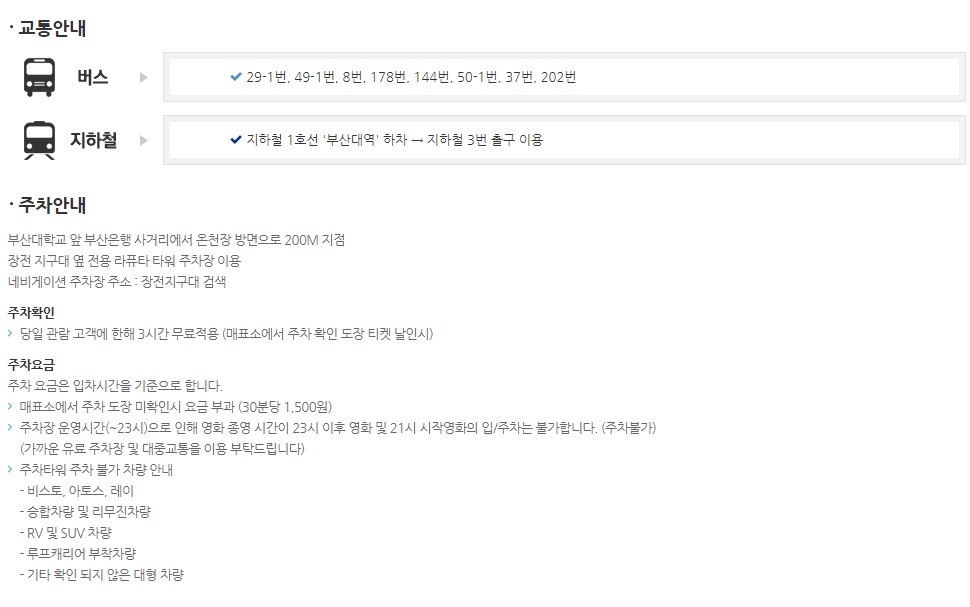 · 교통안내
버스
29-1번, 49-1번, 8번, 178번, 144번, 50-1번, 37번, 202번
지하철
지하철 1호선 '부산대역' 하차 → 지하철 3번 출구 이용
· 주차안내
부산대학교 앞 부산은행 사거리에서 온천장 방면으로 200M 지점
장전 지구대 옆 전용 라퓨타 타워 주차장 이용
네비게이션 주차장 주소 : 장전지구대 검색
주차확인
당일 관람 고객에 한해 3시간 무료적용 (매표소에서 주차 확인 도장 티켓 날인시)
주차요금
주차 요금은 입차시간을 기준으로 합니다.
매표소에서 주차 도장 미확인시 요금 부과 (30분당 1,500원)
주차장 운영시간(~23시)으로 인해 영화 종영 시간이 23시 이후 영화 및 21시 시작영화의 입/주차는 불가합니다. (주차불가)
(가까운 유료 주차장 및 대중교통을 이용 부탁드립니다)
주차타워 주차 불가 차량 안내
- 비스토, 아토스, 레이
- 승합차량 및 리무진차량
- RV 및 SUV 차량
- 루프캐리어 부착차량
- 기타 확인 되지 않은 대형 차량